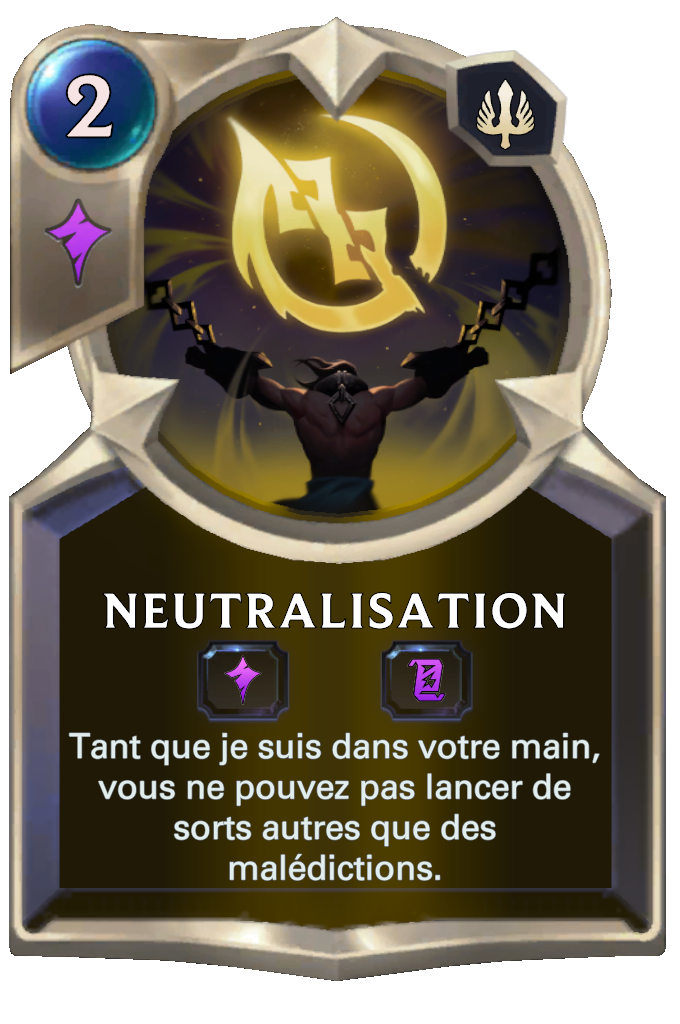 2
NEUTRALISATION
Tant que je suis dans votre main,
vous ne pouvez pas lancer de
sorts autres que des
malédictions.